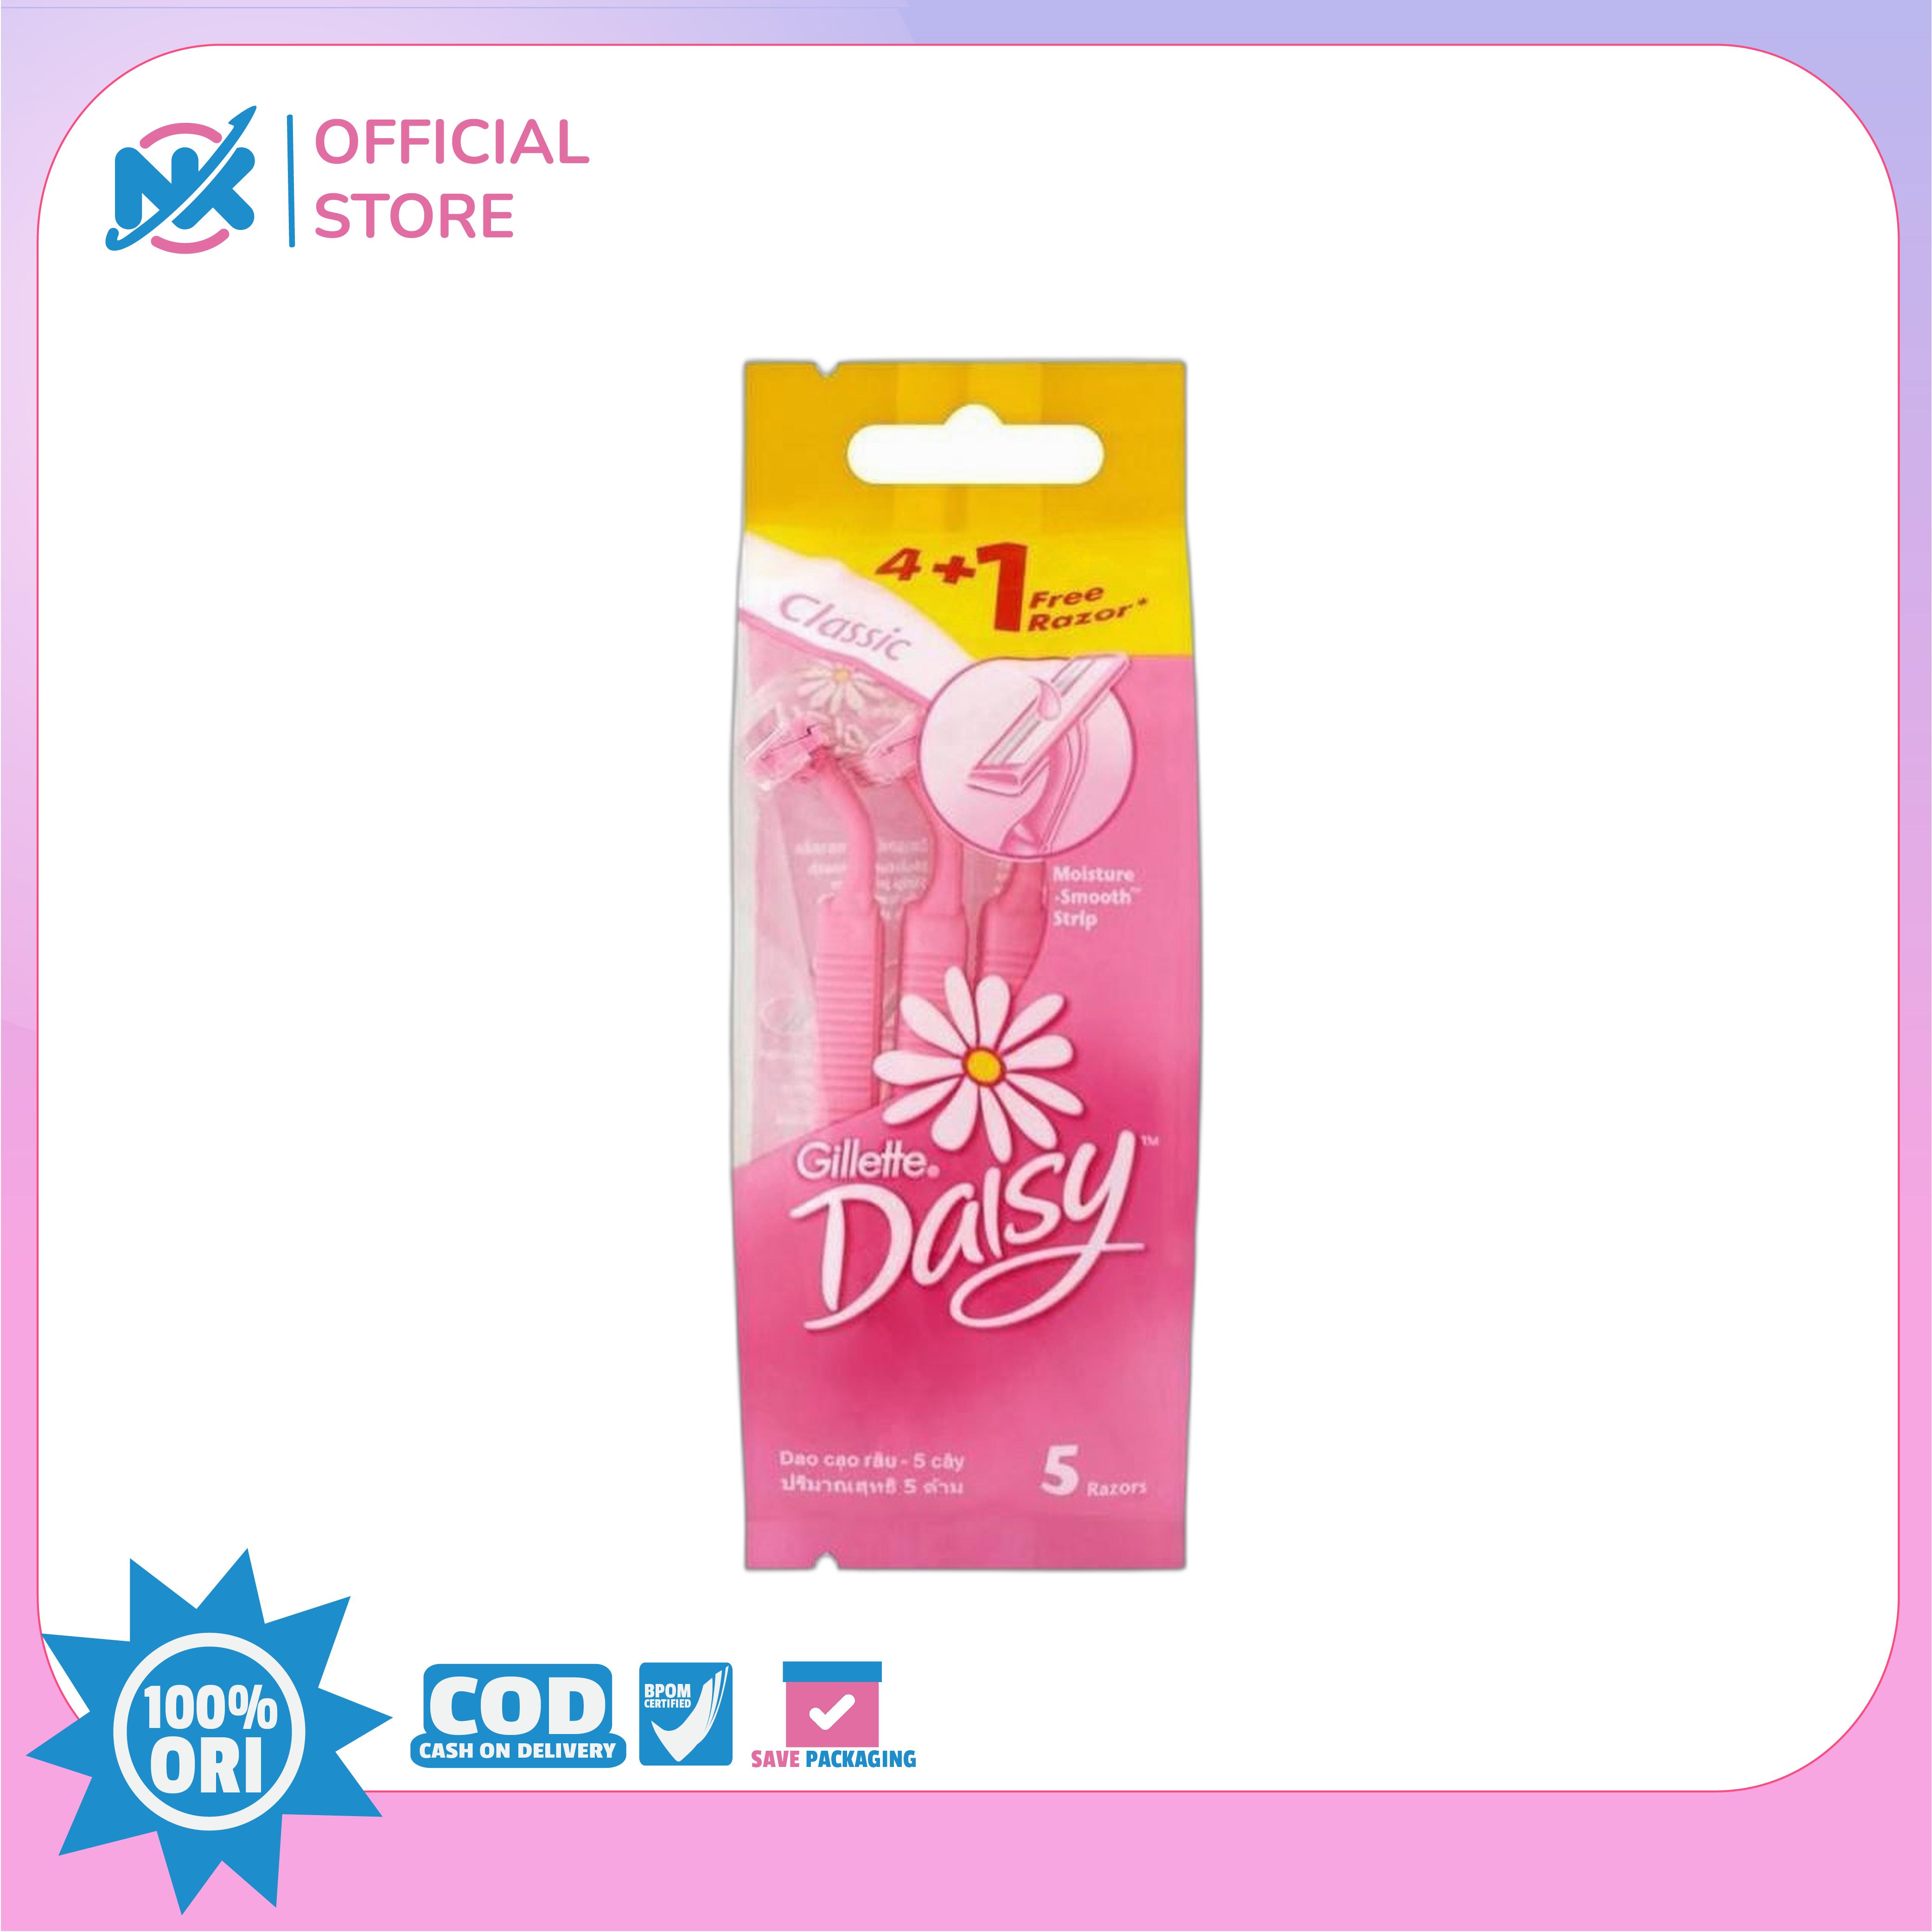 NK
OFFICIAL
STORE
4+1 Free
Razor*
Classic
Moisture
-Smooth™
Strip
Gillette®
Daisy™
Dao cạo râu - 5 cây
ปริมาณสุทธิ 5 ด้าม
5 Razors
100%
ORI
COD
CASH ON DELIVERY
BPOM
CERTIFIED
SAVE PACKAGING